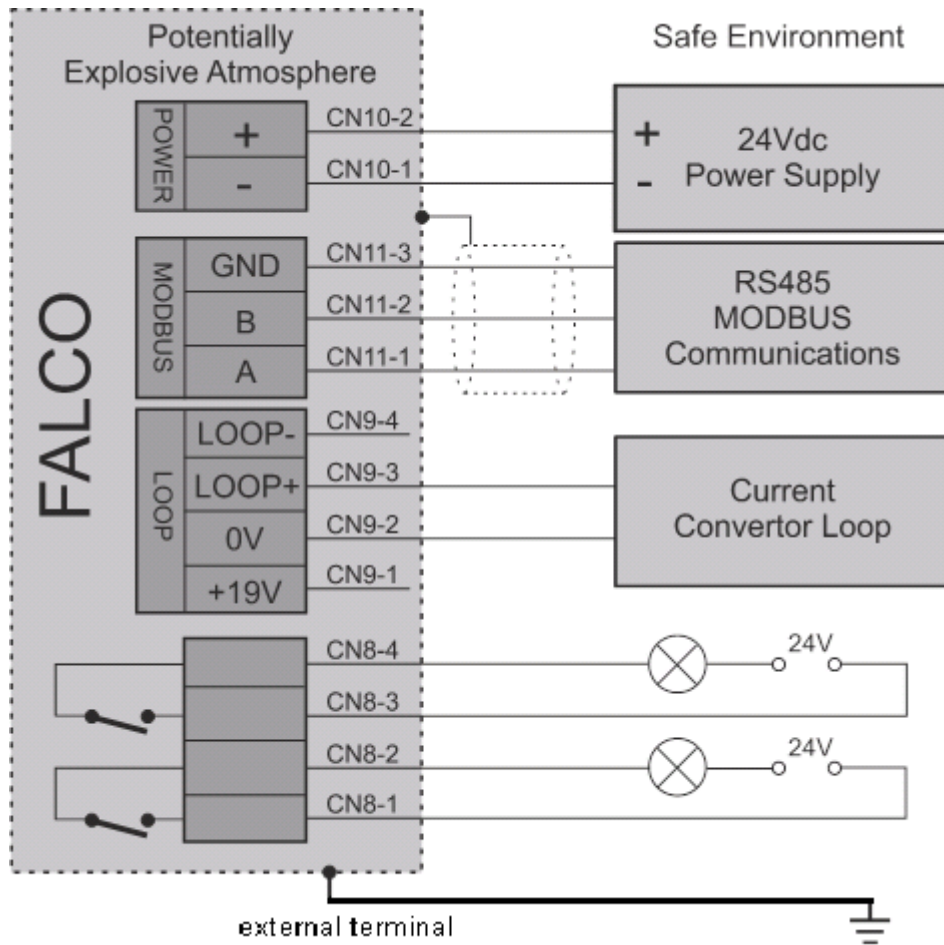 Potentially
Explosive Atmosphere
Safe Environment
FALCO
POWER
+
-
CN10-2
CN10-1
+
-
24Vdc
Power Supply
MODBUS
GND
B
A
CN11-3
CN11-2
CN11-1
RS485
MODBUS
Communications
LOOP
LOOP-
LOOP+
0V
+19V
CN9-4
CN9-3
CN9-2
CN9-1
Current
Convertor Loop
CN8-4
CN8-3
CN8-2
CN8-1
24V
24V
external terminal